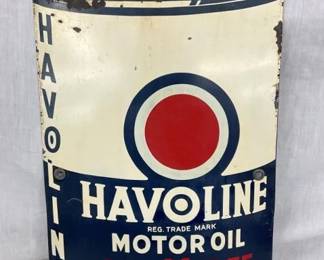 HAVOLIN
HAVOLINE
REG. TRADE MARK
MOTOR OIL